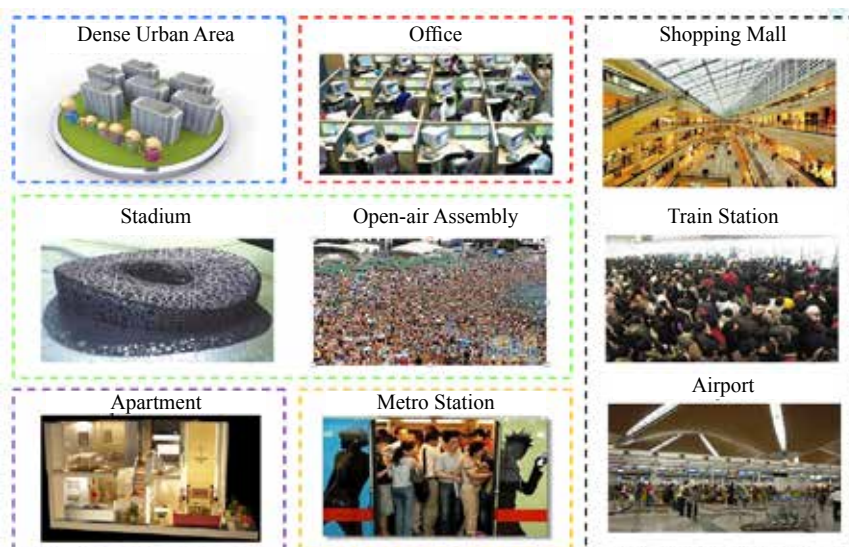 Dense Urban Area
Office
Shopping Mall
Stadium
Open-air Assembly
Train Station
Apartment
Metro Station
Airport